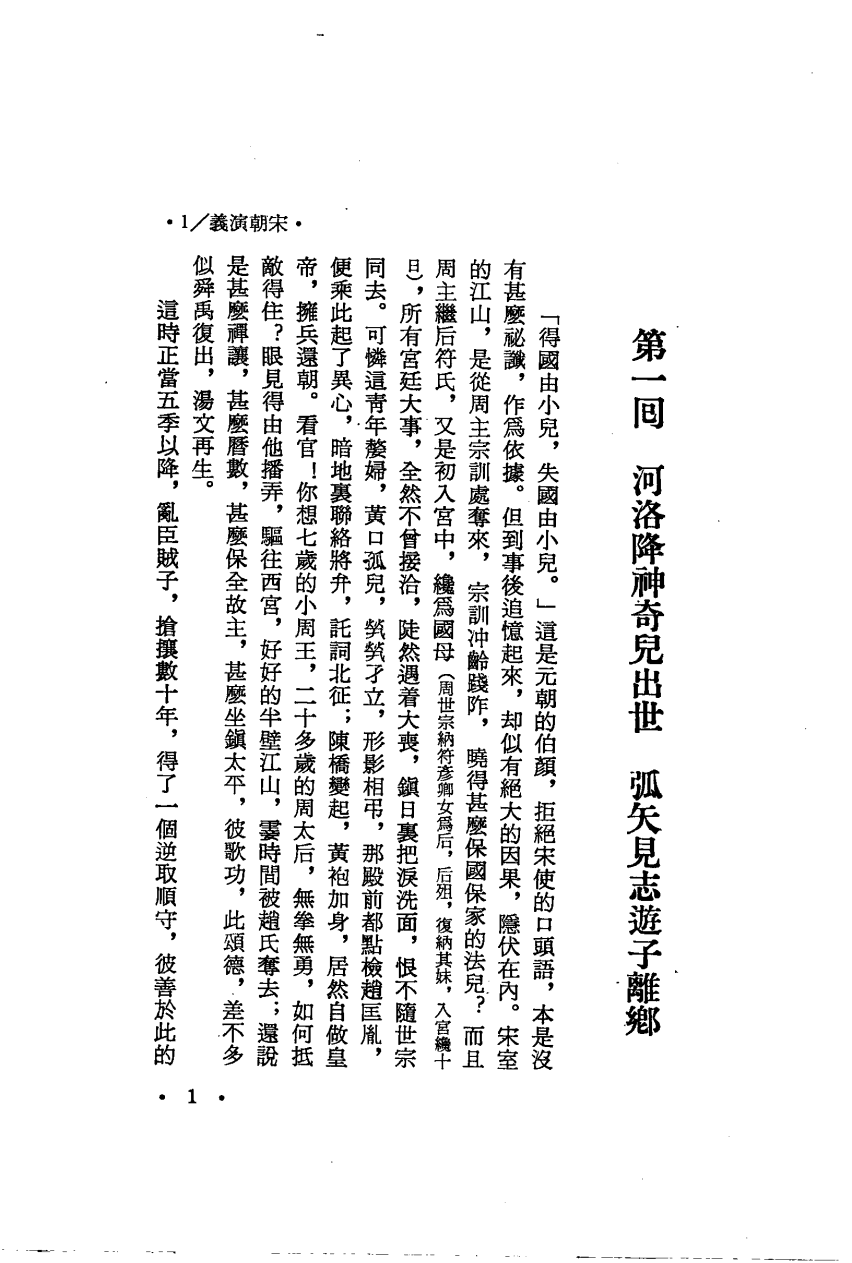 第一回　河洛降神奇兒出世　弧矢見志遊子離鄉
「得國由小兒，失國由小兒。」這是元朝的伯顏，拒絕宋使的口頭語，本是沒
有甚麼祕讖，作爲依據。但到事後追憶起來，却似有絕大的因果，隱伏在內。宋室
的江山，是從周主宗訓處奪來，宗訓冲齡踐阼，曉得甚麼保國保家的法兒？而且
周主繼后符氏，又是初入宮中，纔爲國母（周世宗納符彥卿女爲后，后殂，復納其妹，入宮纔十
日），所有宮廷大事，全然不曾接洽，陡然遇着大喪，鎭日裏把淚洗面，恨不隨世宗
同去。可憐這靑年嫠婦，黃口孤兒，煢煢孑立，形影相弔，那殿前都點檢趙匡胤，
便乘此起了異心，暗地裏聯絡將弁，託詞北征；陳橋變起，黃袍加身，居然自做皇
帝，擁兵還朝。看官！你想七歲的小周王，二十多歲的周太后，無拳無勇，如何抵
敵得住？眼見得由他播弄，驅往西宮，好好的半壁江山，霎時間被趙氏奪去；還說
是甚麼禪讓，甚麼曆數，甚麼保全故主，甚麼坐鎭太平，彼歌功，此頌德，差不多
似舜禹復出，湯文再生。
這時正當五季以降，亂臣賊子，搶攘數十年，得了一個逆取順守，彼善於此的
•1／義演朝宋•
• 1 •